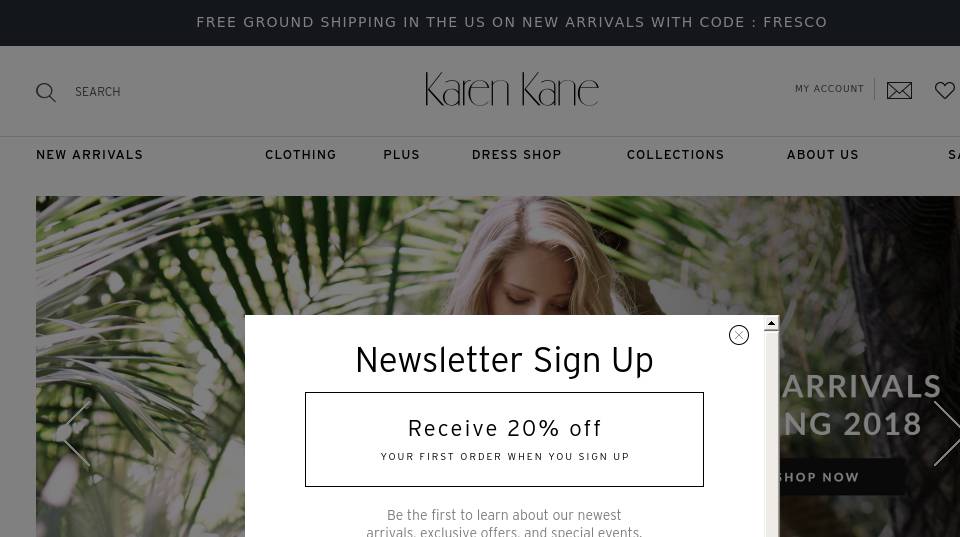 FREE GROUND SHIPPING IN THE US ON NEW ARRIVALS WITH CODE : FRESCO
SEARCH
Karen Kane
MY ACCOUNT
NEW ARRIVALS
CLOTHING
PLUS
DRESS SHOP
COLLECTIONS
ABOUT US
Newsletter Sign Up
Receive 20% off
YOUR FIRST ORDER WHEN YOU SIGN UP
Be the first to learn about our newest
arrivals, exclusive offers, and special events.
ARRIVALS
2018
SHOP NOW